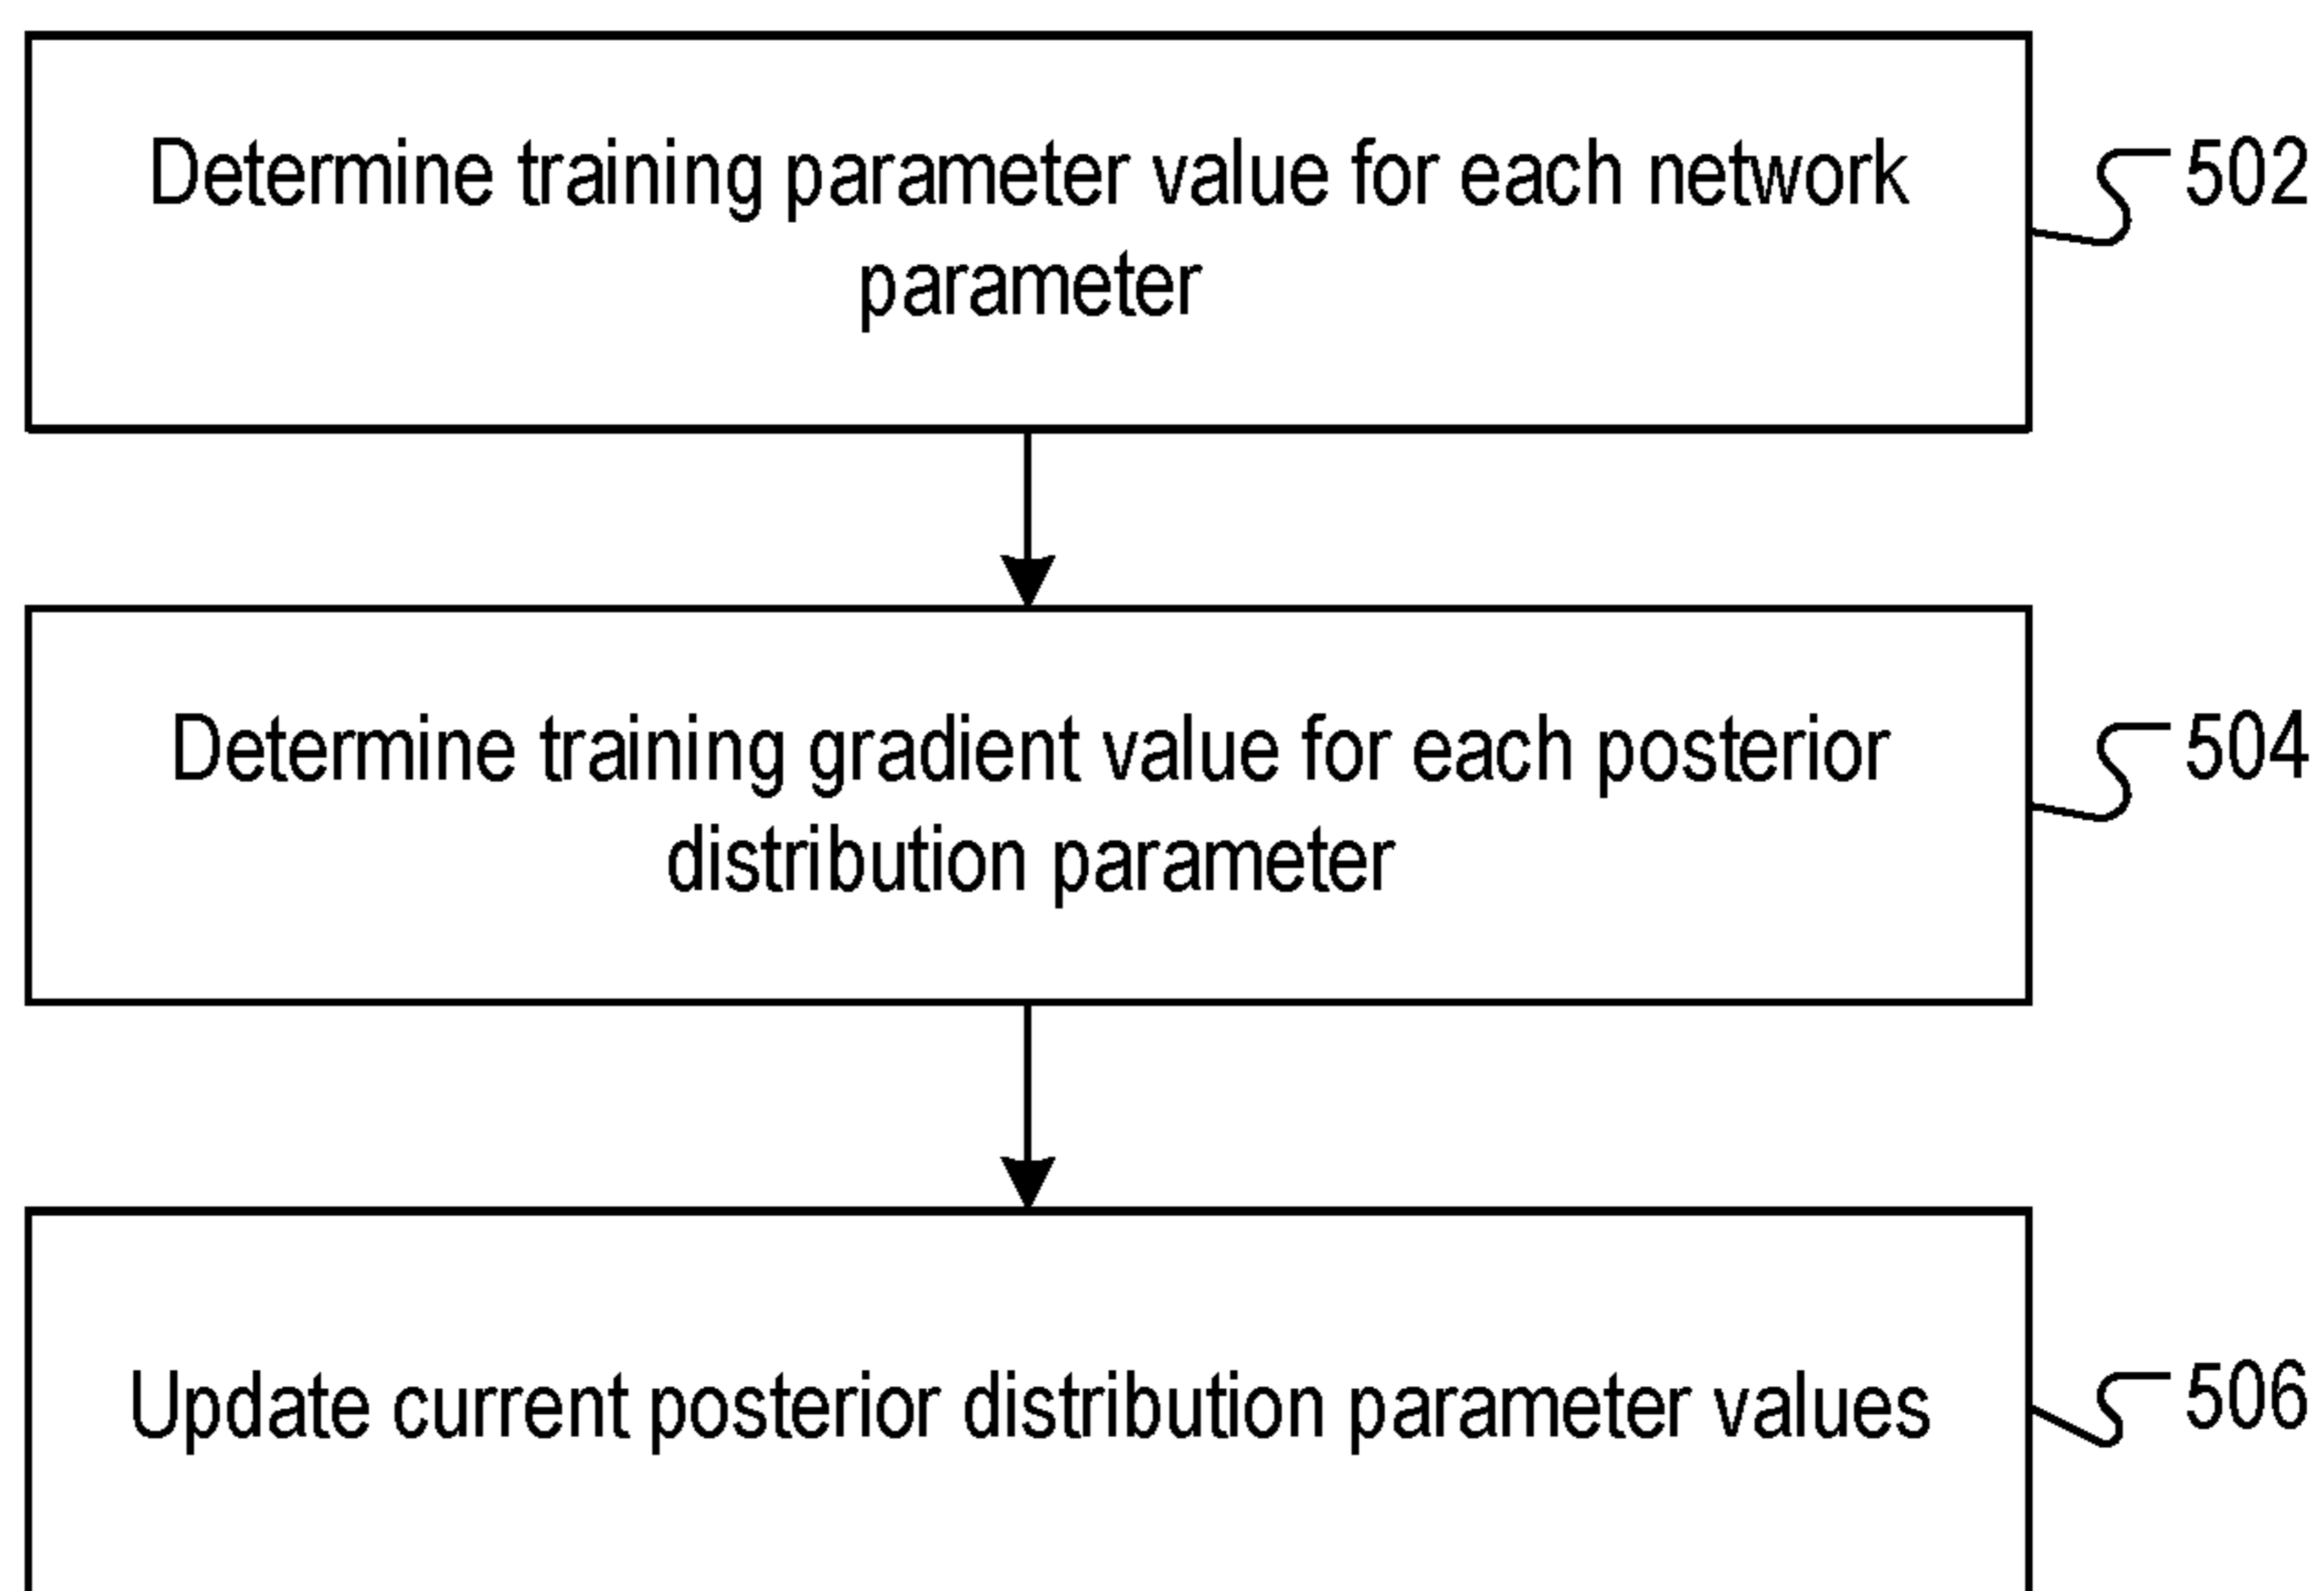 Determine training parameter value for each network
parameter
502
Determine training gradient value for each posterior
distribution parameter
504
Update current posterior distribution parameter values
506